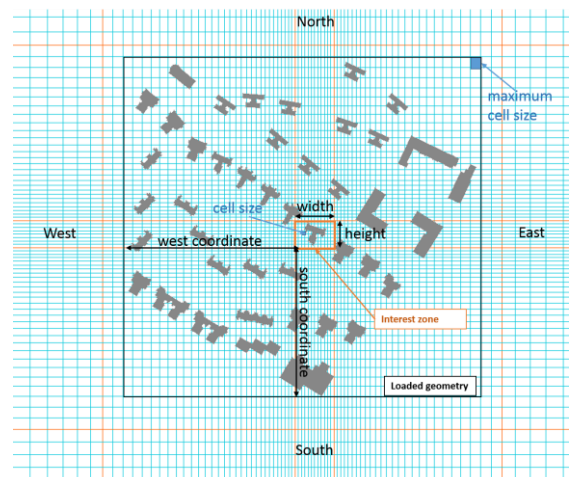 North
maximum
cell size
cell size
width
West
height
East
west coordinate
south coordinate
Interest zone
Loaded geometry
South